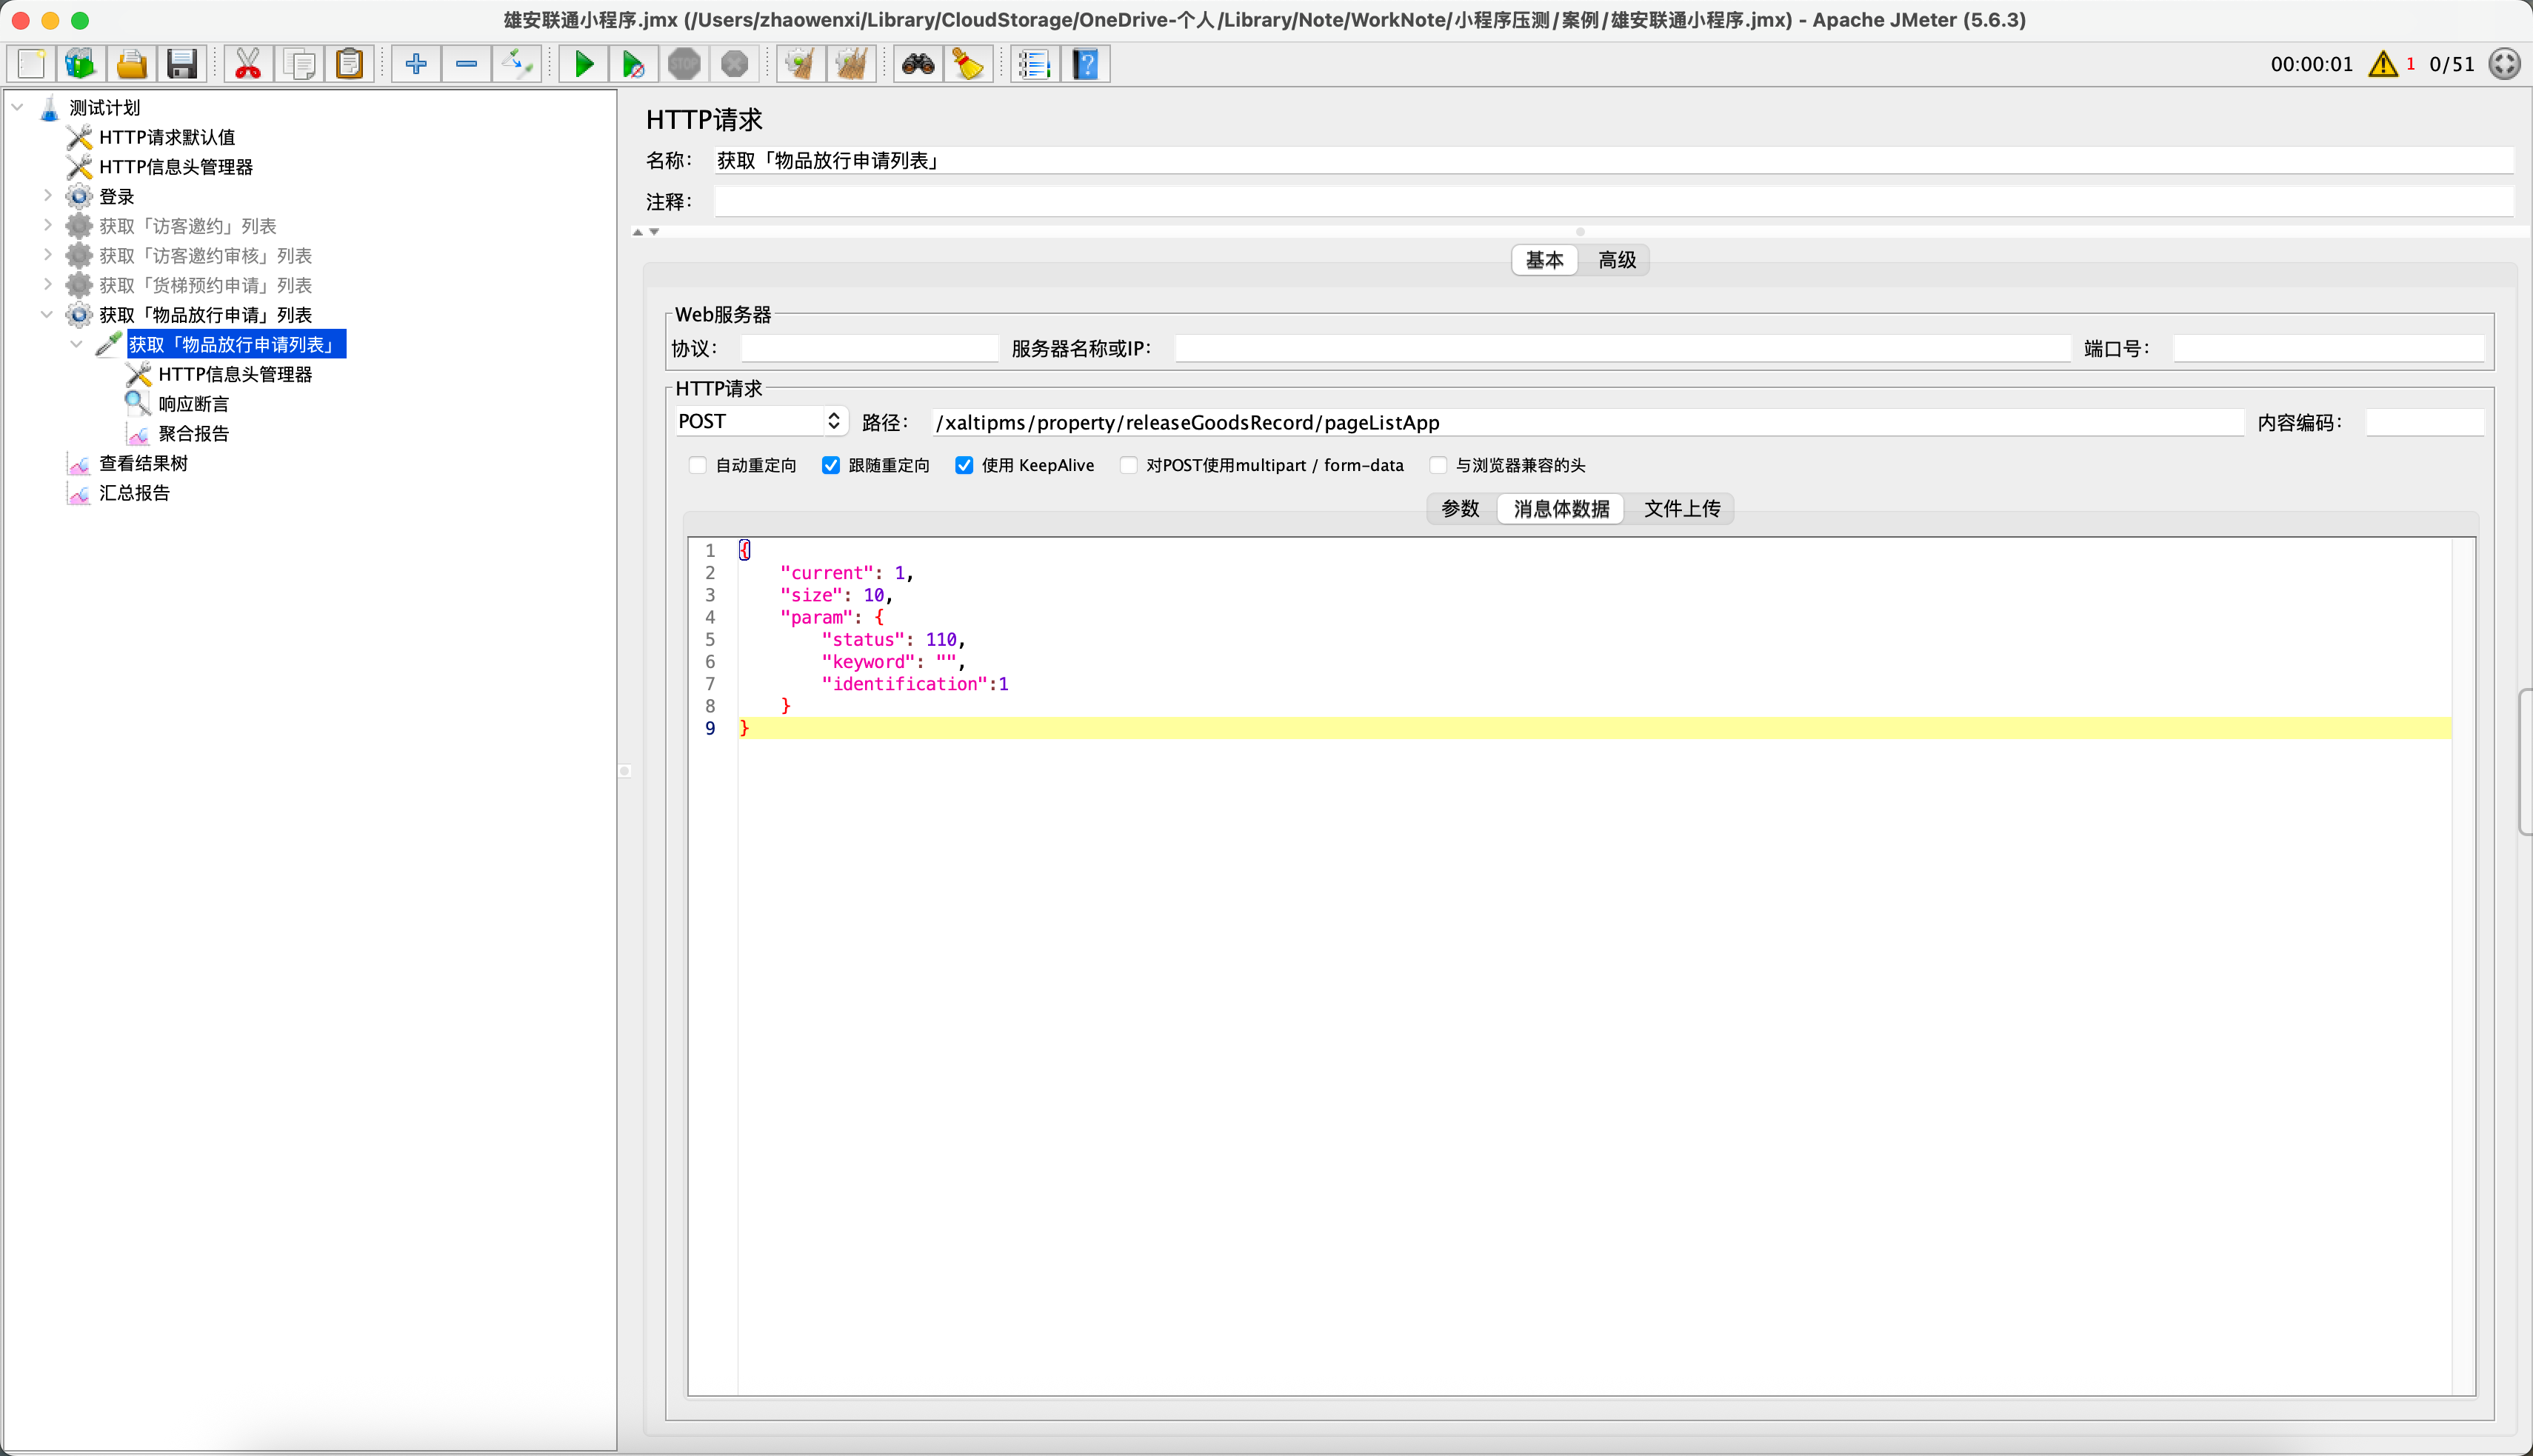 雄安联通小程序.jmx (/Users/zhaowenxi/Library/CloudStorage/OneDrive-个人/Library/Note/WorkNote/小程序压测/案例/雄安联通小程序.jmx) - Apache JMeter (5.6.3)
STOP
00:00:01 1 0/51
测试计划
HTTP请求默认值
HTTP信息头管理器
登录
获取「访客邀约」列表
获取「访客邀约审核」列表
获取「货梯预约申请」列表
获取「物品放行申请」列表
获取「物品放行申请列表」
HTTP信息头管理器
响应断言
聚合报告
查看结果树
汇总报告
HTTP请求
名称： 获取「物品放行申请列表」
注释：
基本 高级
Web服务器
协议： 服务器名称或IP： 端口号：
HTTP请求
POST 路径： /xaltipms/property/releaseGoodsRecord/pageListApp 内容编码：
自动重定向 跟随重定向 使用 KeepAlive 对POST使用multipart / form-data 与浏览器兼容的头
参数 消息体数据 文件上传
1 {
2 "current": 1,
3 "size": 10,
4 "param": {
5 "status": 110,
6 "keyword": "",
7 "identification":1
8 }
9 }